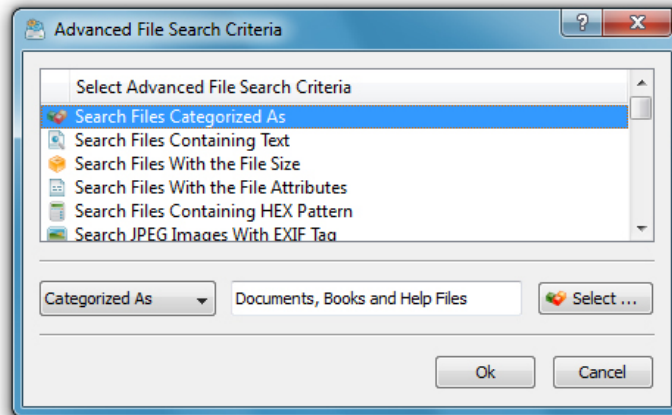 Advanced File Search Criteria
Select Advanced File Search Criteria
Search Files Categorized As
Search Files Containing Text
Search Files With the File Size
Search Files With the File Attributes
Search Files Containing HEX Pattern
Search JPEG Images With EXIF Tag
Categorized As Documents, Books and Help Files Select ...
Ok Cancel